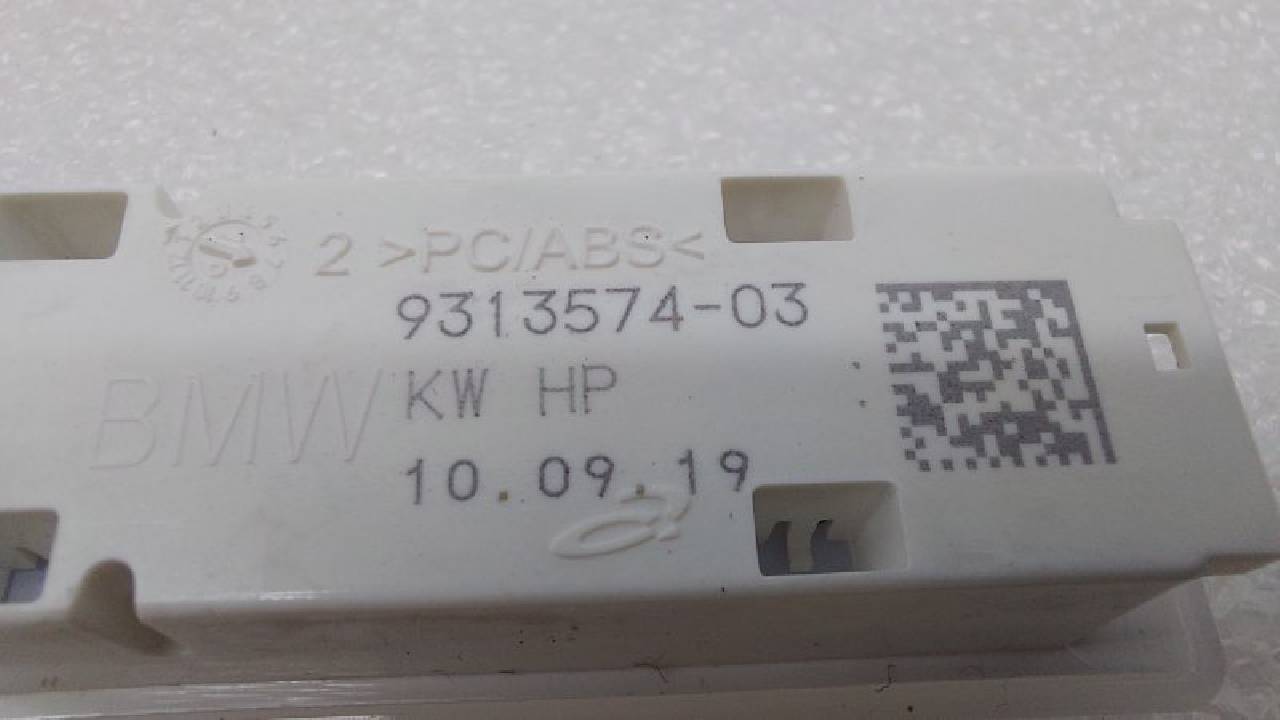 2 >PC/ABS<
9313574-03
BMW KW HP
10.09.19